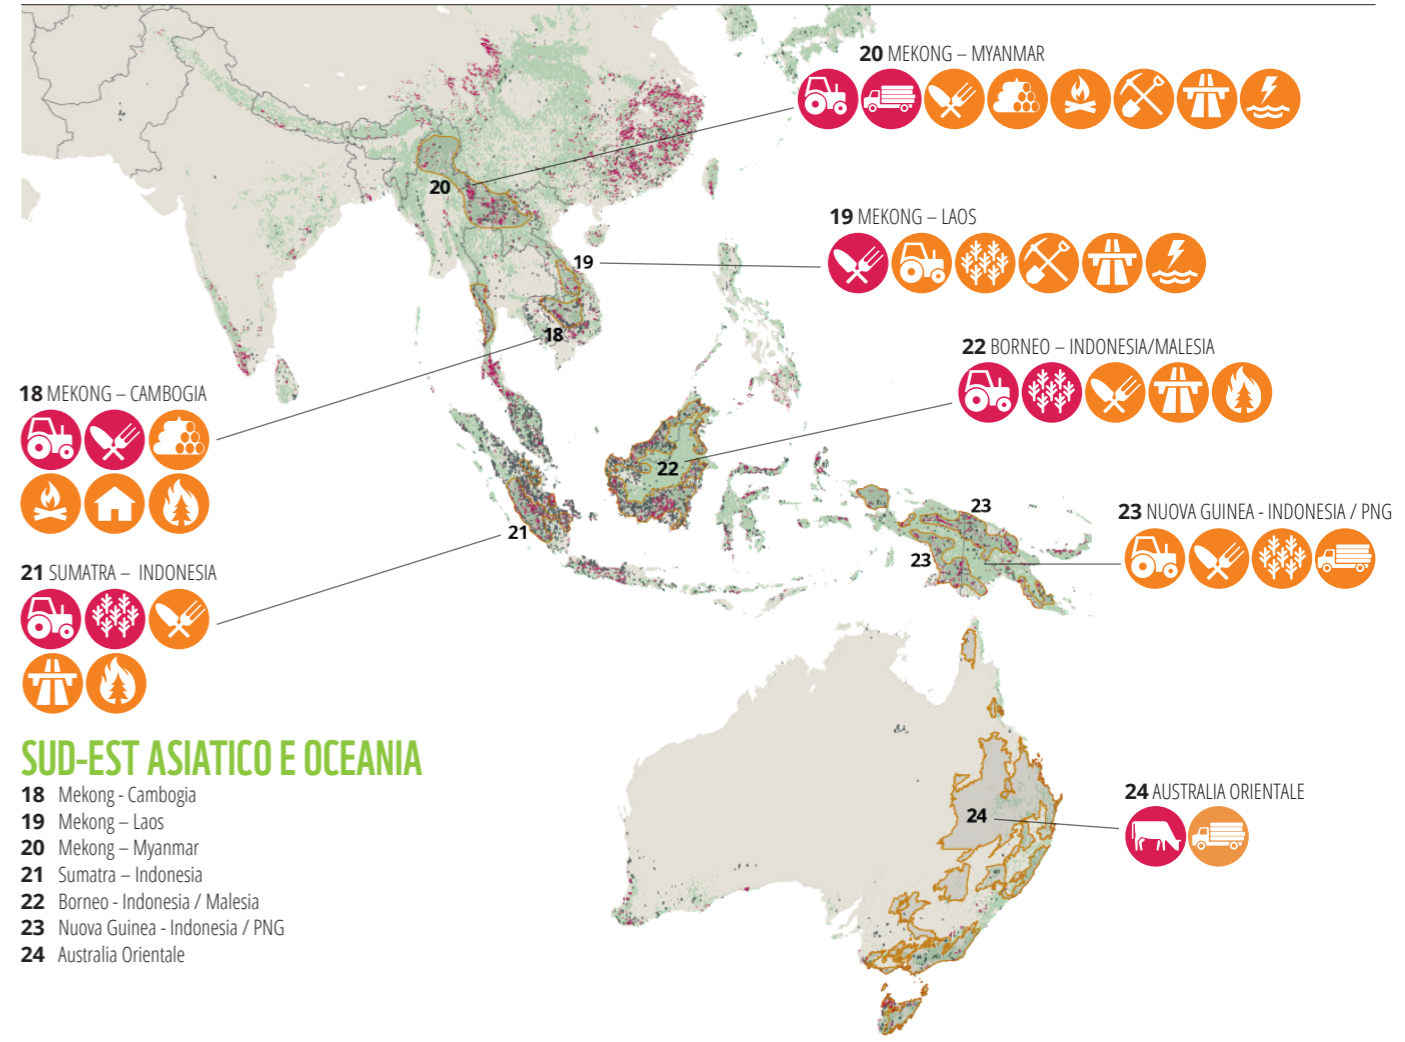 20 MEKONG – MYANMAR
20
19 MEKONG – LAOS
19
22 BORNEO – INDONESIA/MALESIA
18
18 MEKONG – CAMBOGIA
22
23
23 NUOVA GUINEA - INDONESIA / PNG
21
23
21 SUMATRA – INDONESIA
SUD-EST ASIATICO E OCEANIA
18 Mekong - Cambogia
19 Mekong – Laos
20 Mekong – Myanmar
21 Sumatra – Indonesia
22 Borneo - Indonesia / Malesia
23 Nuova Guinea - Indonesia / PNG
24 Australia Orientale
24 AUSTRALIA ORIENTALE
24